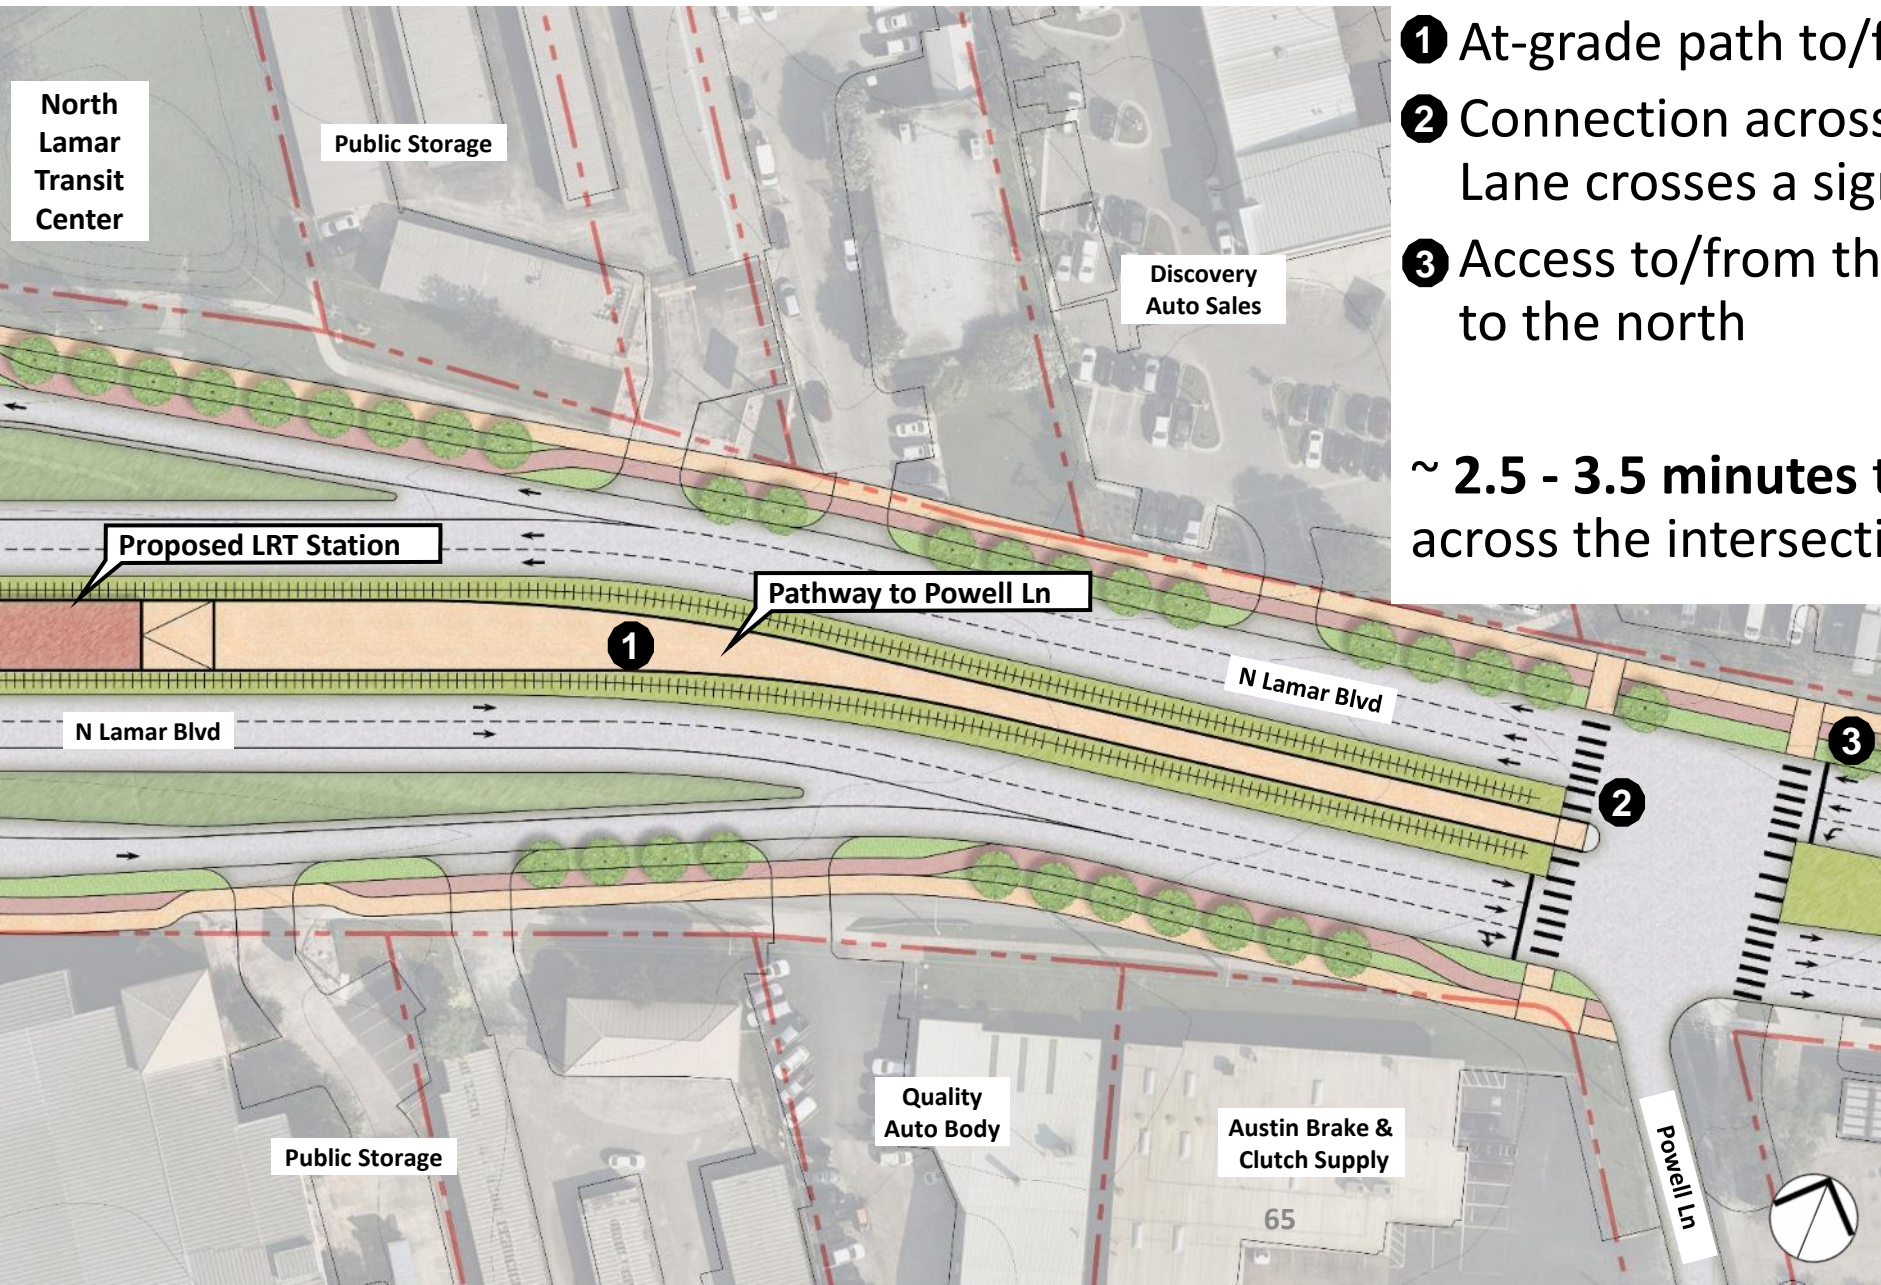 1 At-grade path to/f
2 Connection across
Lane crosses a sig
3 Access to/from th
to the north
~ 2.5 - 3.5 minutes t
across the intersecti
North
Lamar
Transit
Center
Public Storage
Discovery
Auto Sales
Proposed LRT Station
Pathway to Powell Ln
1
N Lamar Blvd
N Lamar Blvd
3
2
Quality
Auto Body
Austin Brake &
Clutch Supply
Public Storage
Powell Ln
65